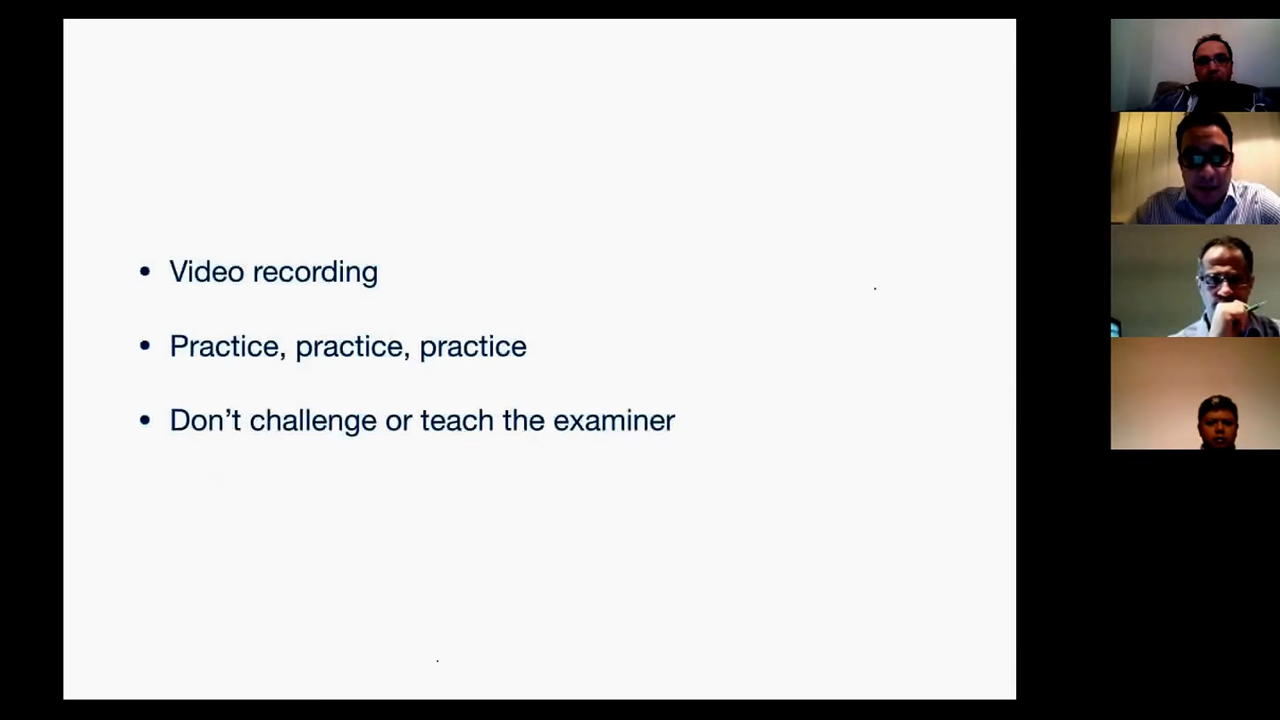 • Video recording
• Practice, practice, practice
• Don’t challenge or teach the examiner